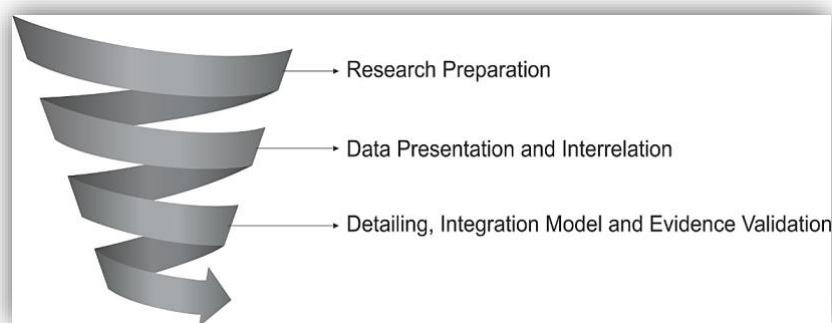 Research Preparation
Data Presentation and Interrelation
Detailing, Integration Model and Evidence Validation